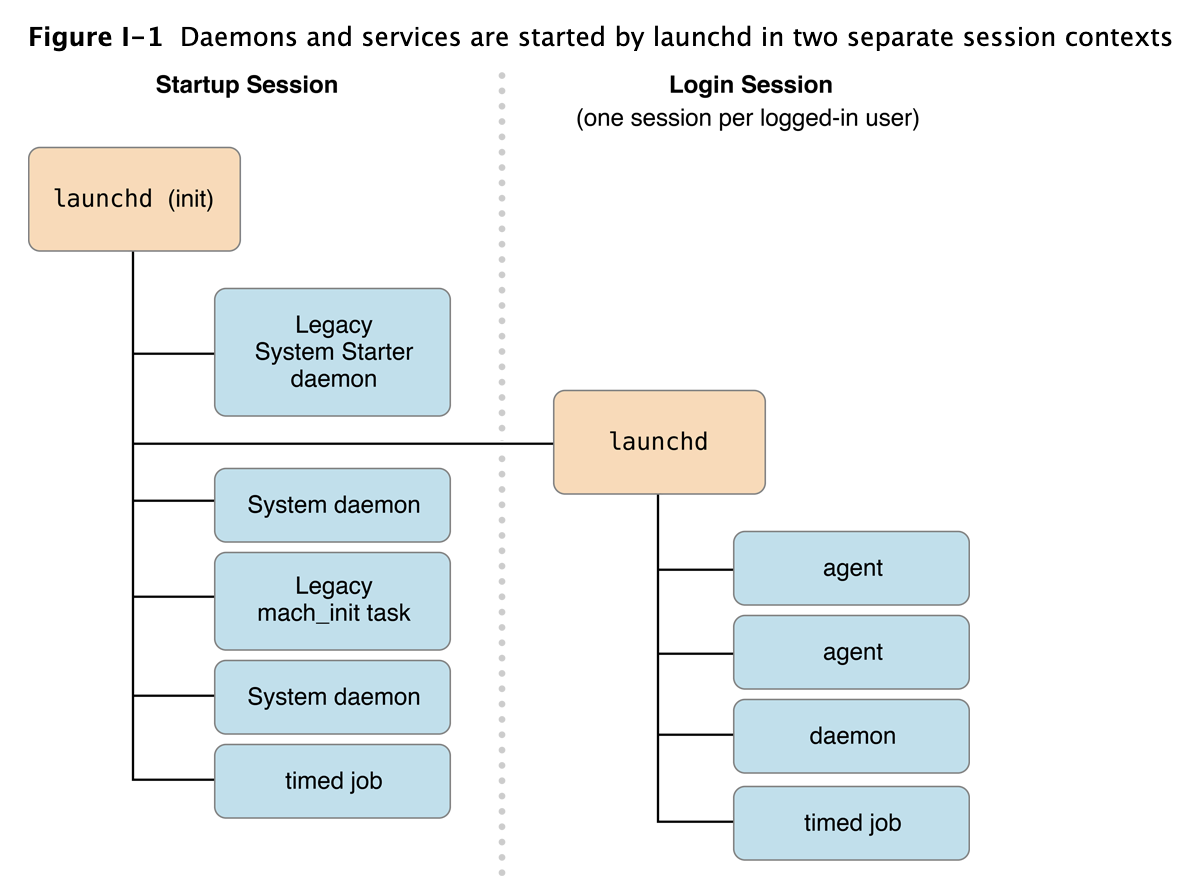 Figure I-1 Daemons and services are started by launchd in two separate session contexts
Startup Session
launchd (init)
Legacy
System Starter
daemon
System daemon
Legacy
mach_init task
System daemon
timed job
Login Session
(one session per logged-in user)
launchd
agent
agent
daemon
timed job